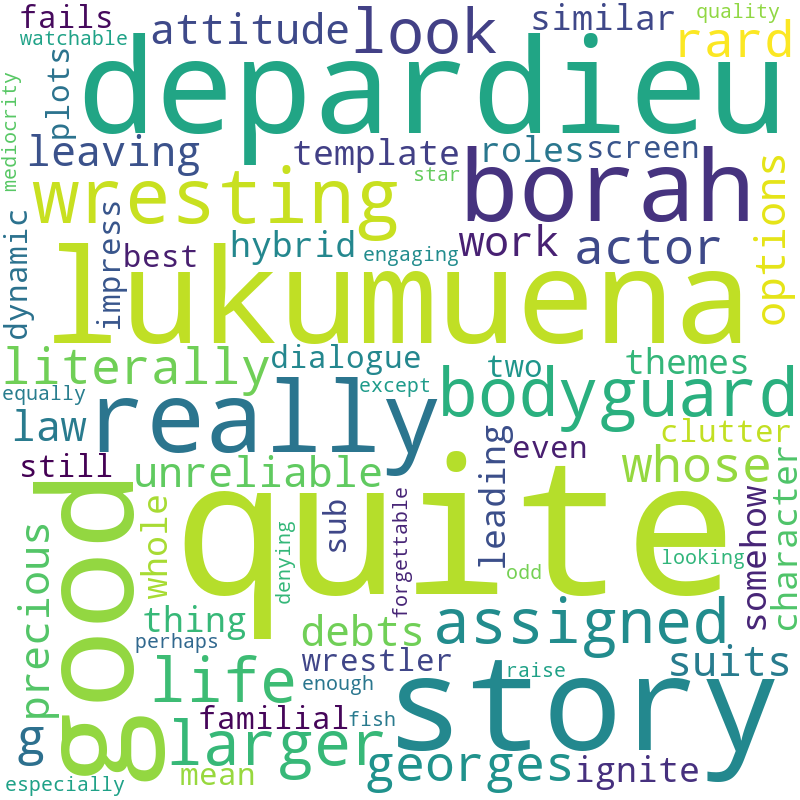 fails
watchable
attitude
look
similar
quality
rard
depardieu
plots
mediocrity
leaving
template
roles
screen
star
wresting
borah
options
dynamic
impress
best
hybrid
engaging
work
actor
lukumuena
literally
dialogue
two
themes
equally
except
bodyguard
law
really
clutter
still
unreliable
even
whose
good
quite
precious
whole
sub
leading
somehow
character
denying
forgettable
looking
odd
thing
debts
assigned
perhaps
life
wrestler
raise
suits
enough
story
g
familial
fish
larger
georges
ignite
especially
mean